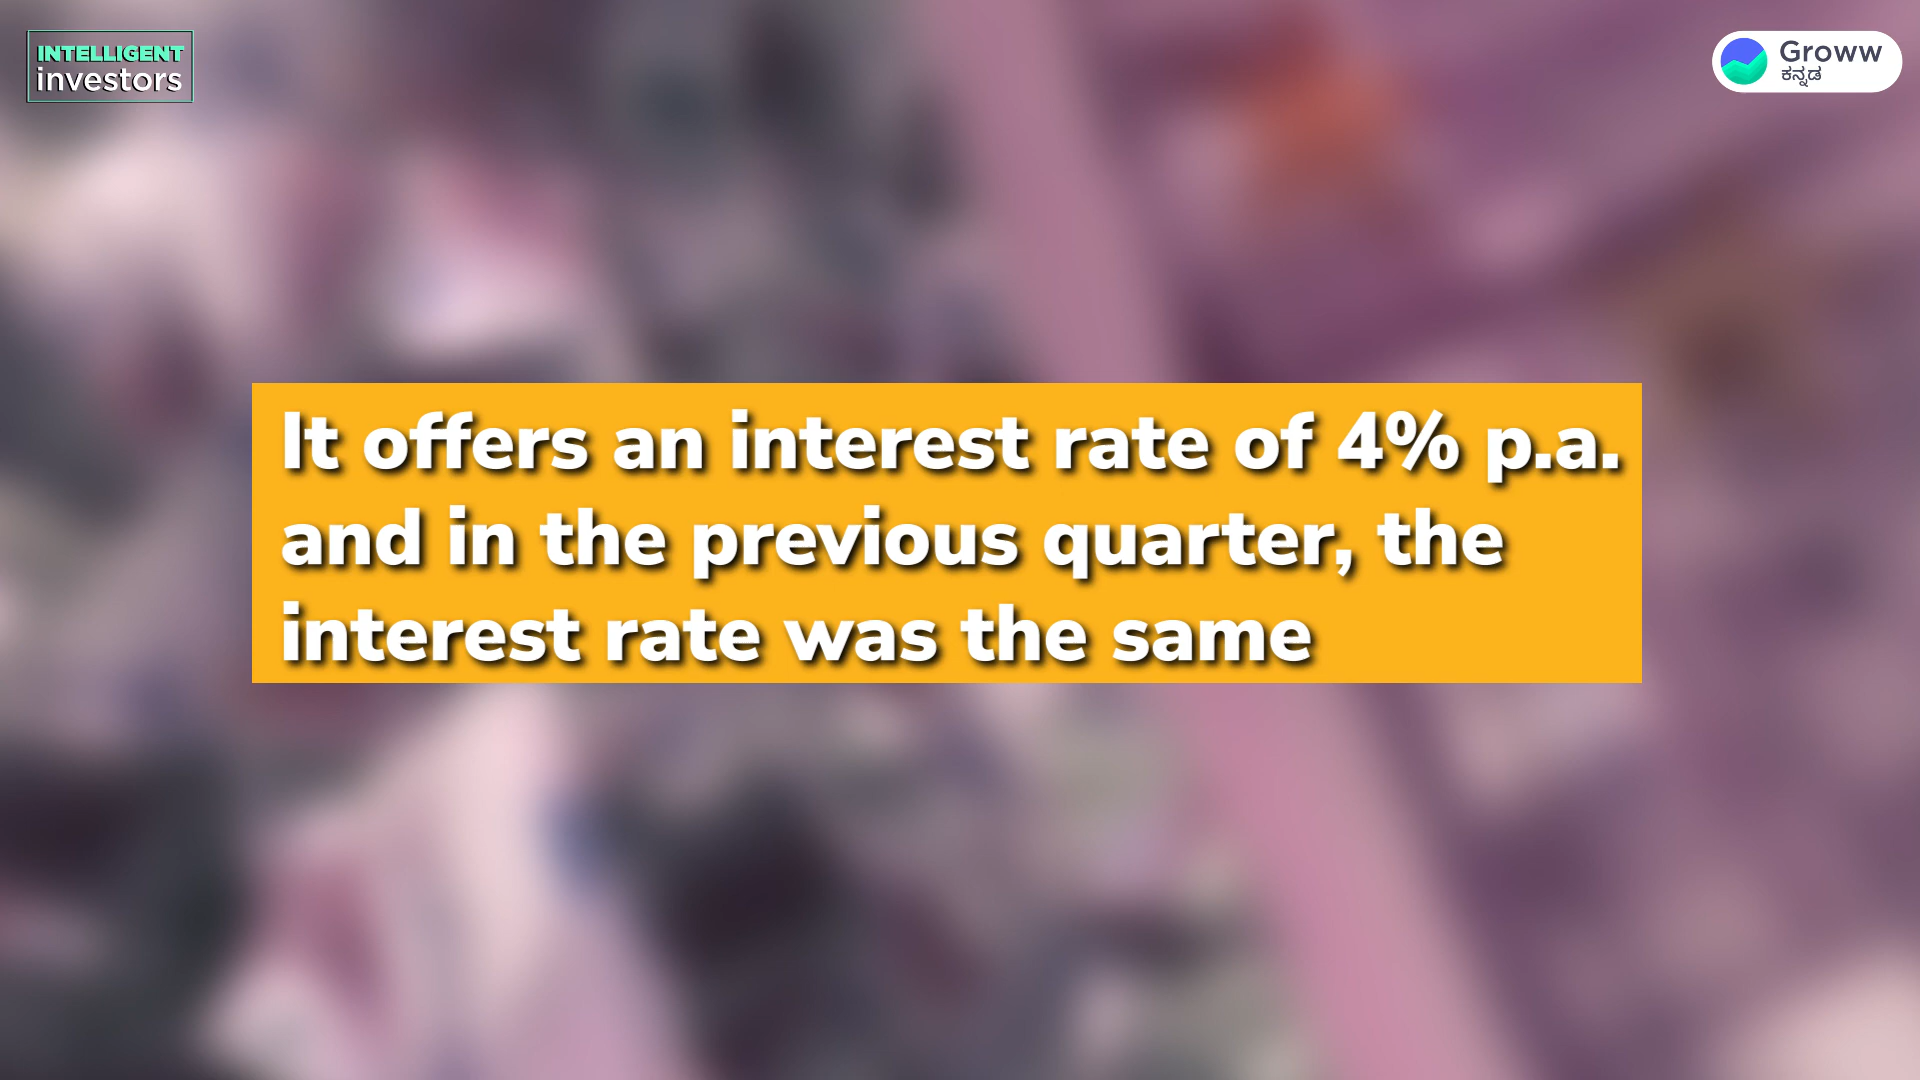 INTELLIGENT
investors
Groww
ಕನ್ನಡ
It offers an interest rate of 4% p.a.
and in the previous quarter, the
interest rate was the same